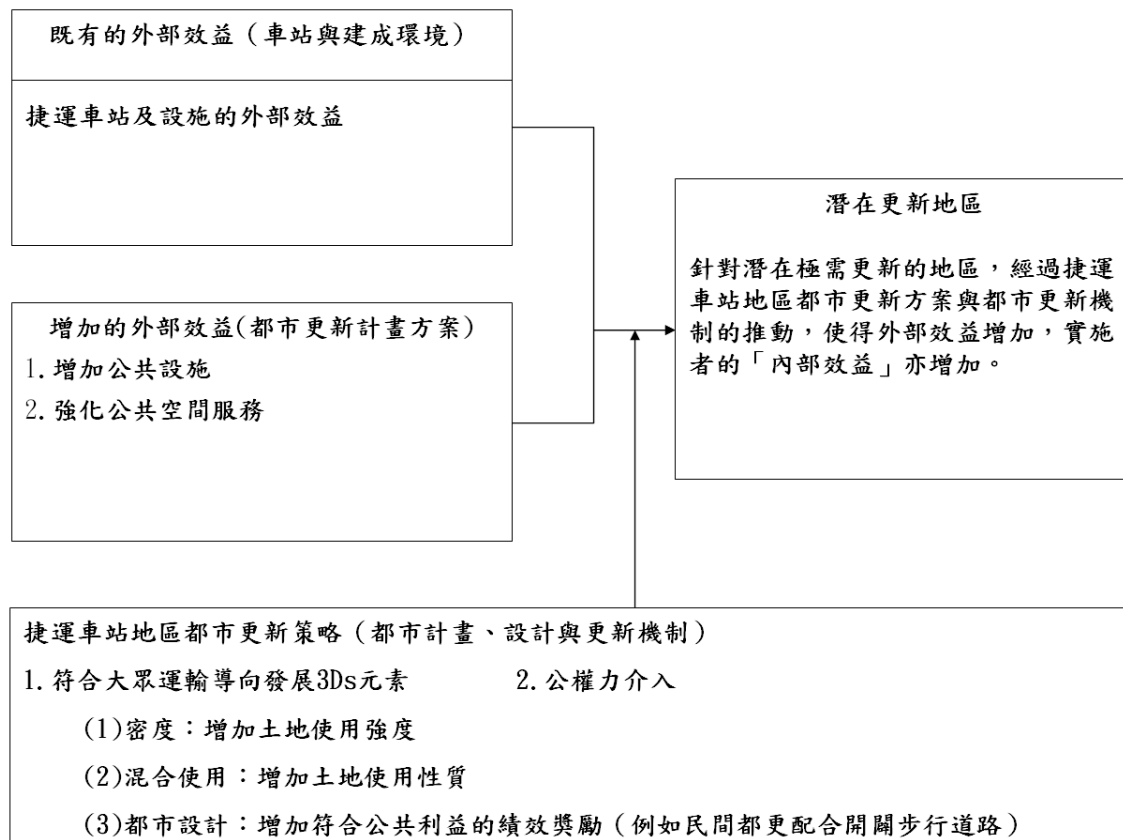 既有的外部效益（車站與建成環境）
捷運車站及設施的外部效益
增加的外部效益(都市更新計畫方案)
1.增加公共設施
2.強化公共空間服務
潛在更新地區
針對潛在極需更新的地區，經過捷運
車站地區都市更新方案與都市更新機
制的推動，使得外部效益增加，實施
者的「內部效益」亦增加。
捷運車站地區都市更新策略（都市計畫、設計與更新機制）
1.符合大眾運輸導向發展3Ds元素 2.公權力介入
(1)密度：增加土地使用強度
(2)混合使用：增加土地使用性質
(3)都市設計：增加符合公共利益的績效獎勵（例如民間都更配合開闢步行道路）